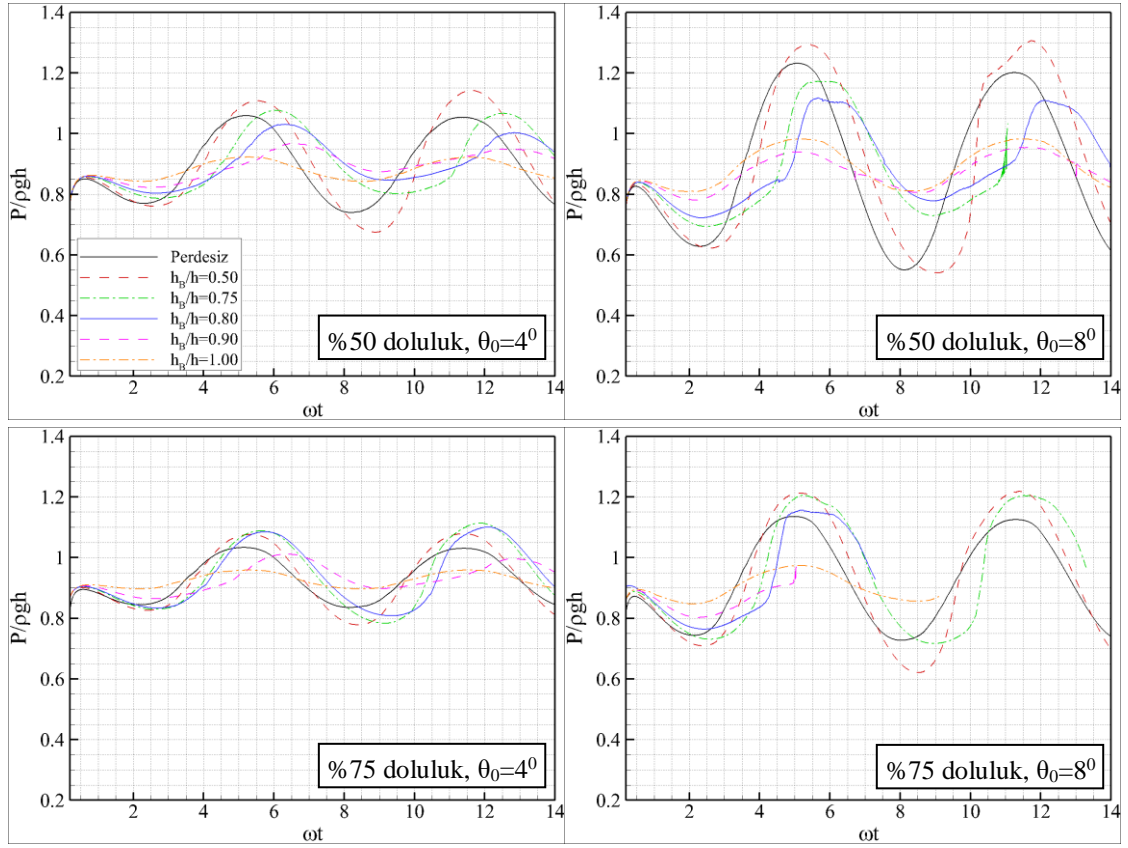 1.4
1.2
1
0.8
0.6
0.4
0.2
P/ρgh
Perdesiz
h_B/h=0.50
h_B/h=0.75
h_B/h=0.80
h_B/h=0.90
h_B/h=1.00
%50 doluluk, θ₀=4⁰
2 4 6 8 10 12 14
ωt
1.4
1.2
1
0.8
0.6
0.4
0.2
P/ρgh
%50 doluluk, θ₀=8⁰
2 4 6 8 10 12 14
ωt
1.4
1.2
1
0.8
0.6
0.4
0.2
P/ρgh
%75 doluluk, θ₀=4⁰
2 4 6 8 10 12 14
ωt
1.4
1.2
1
0.8
0.6
0.4
0.2
P/ρgh
%75 doluluk, θ₀=8⁰
2 4 6 8 10 12 14
ωt